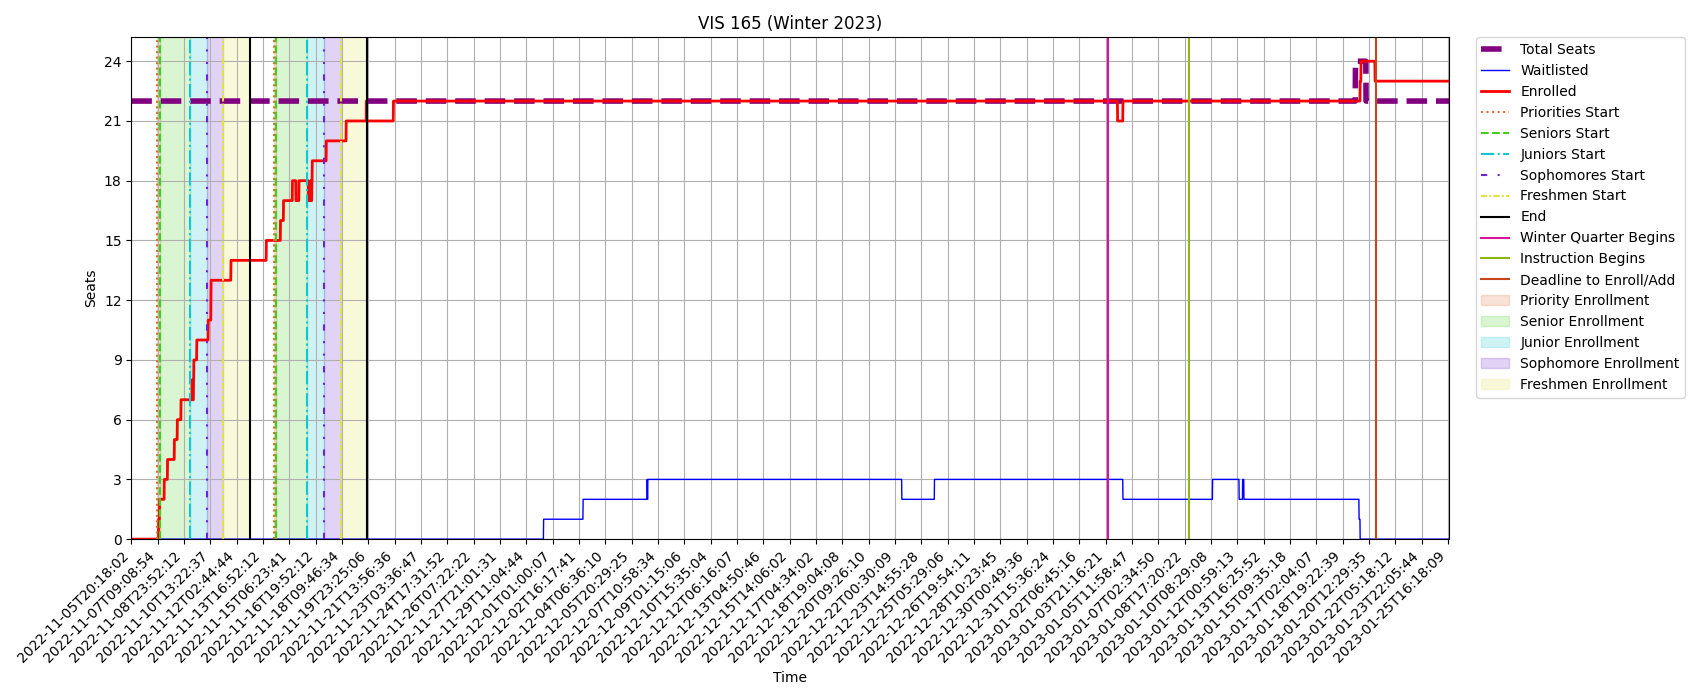 VIS 165 (Winter 2023)
Seats
24
21
18
15
12
9
6
3
0
2022-11-05T20:18:02
2022-11-07T09:08:54
2022-11-08T23:52:12
2022-11-10T13:22:37
2022-11-12T02:44:44
2022-11-13T16:52:12
2022-11-15T06:23:41
2022-11-16T19:52:12
2022-11-18T09:46:34
2022-11-19T23:25:06
2022-11-21T13:56:36
2022-11-23T03:36:47
2022-11-24T17:31:52
2022-11-26T07:22:22
2022-11-27T21:01:31
2022-11-29T11:04:44
2022-12-01T01:00:07
2022-12-02T16:17:41
2022-12-04T06:36:10
2022-12-05T20:29:25
2022-12-07T10:58:34
2022-12-09T01:15:06
2022-12-10T15:35:04
2022-12-12T06:16:07
2022-12-13T04:50:46
2022-12-15T14:06:02
2022-12-17T04:34:02
2022-12-18T19:04:08
2022-12-20T09:26:10
2022-12-22T00:30:09
2022-12-23T14:55:28
2022-12-25T05:29:06
2022-12-26T19:54:11
2022-12-28T10:23:45
2022-12-30T00:49:36
2022-12-31T15:36:24
2023-01-02T06:45:16
2023-01-03T21:16:21
2023-01-05T11:58:47
2023-01-07T02:34:50
2023-01-08T17:20:22
2023-01-10T08:29:08
2023-01-12T00:59:13
2023-01-13T16:25:52
2023-01-15T09:35:18
2023-01-17T02:04:07
2023-01-18T19:22:39
2023-01-20T12:29:35
2023-01-22T05:18:12
2023-01-23T22:05:44
2023-01-25T16:18:09
Time
Total Seats
Waitlisted
Enrolled
Priorities Start
Seniors Start
Juniors Start
Sophomores Start
Freshmen Start
End
Winter Quarter Begins
Instruction Begins
Deadline to Enroll/Add
Priority Enrollment
Senior Enrollment
Junior Enrollment
Sophomore Enrollment
Freshmen Enrollment